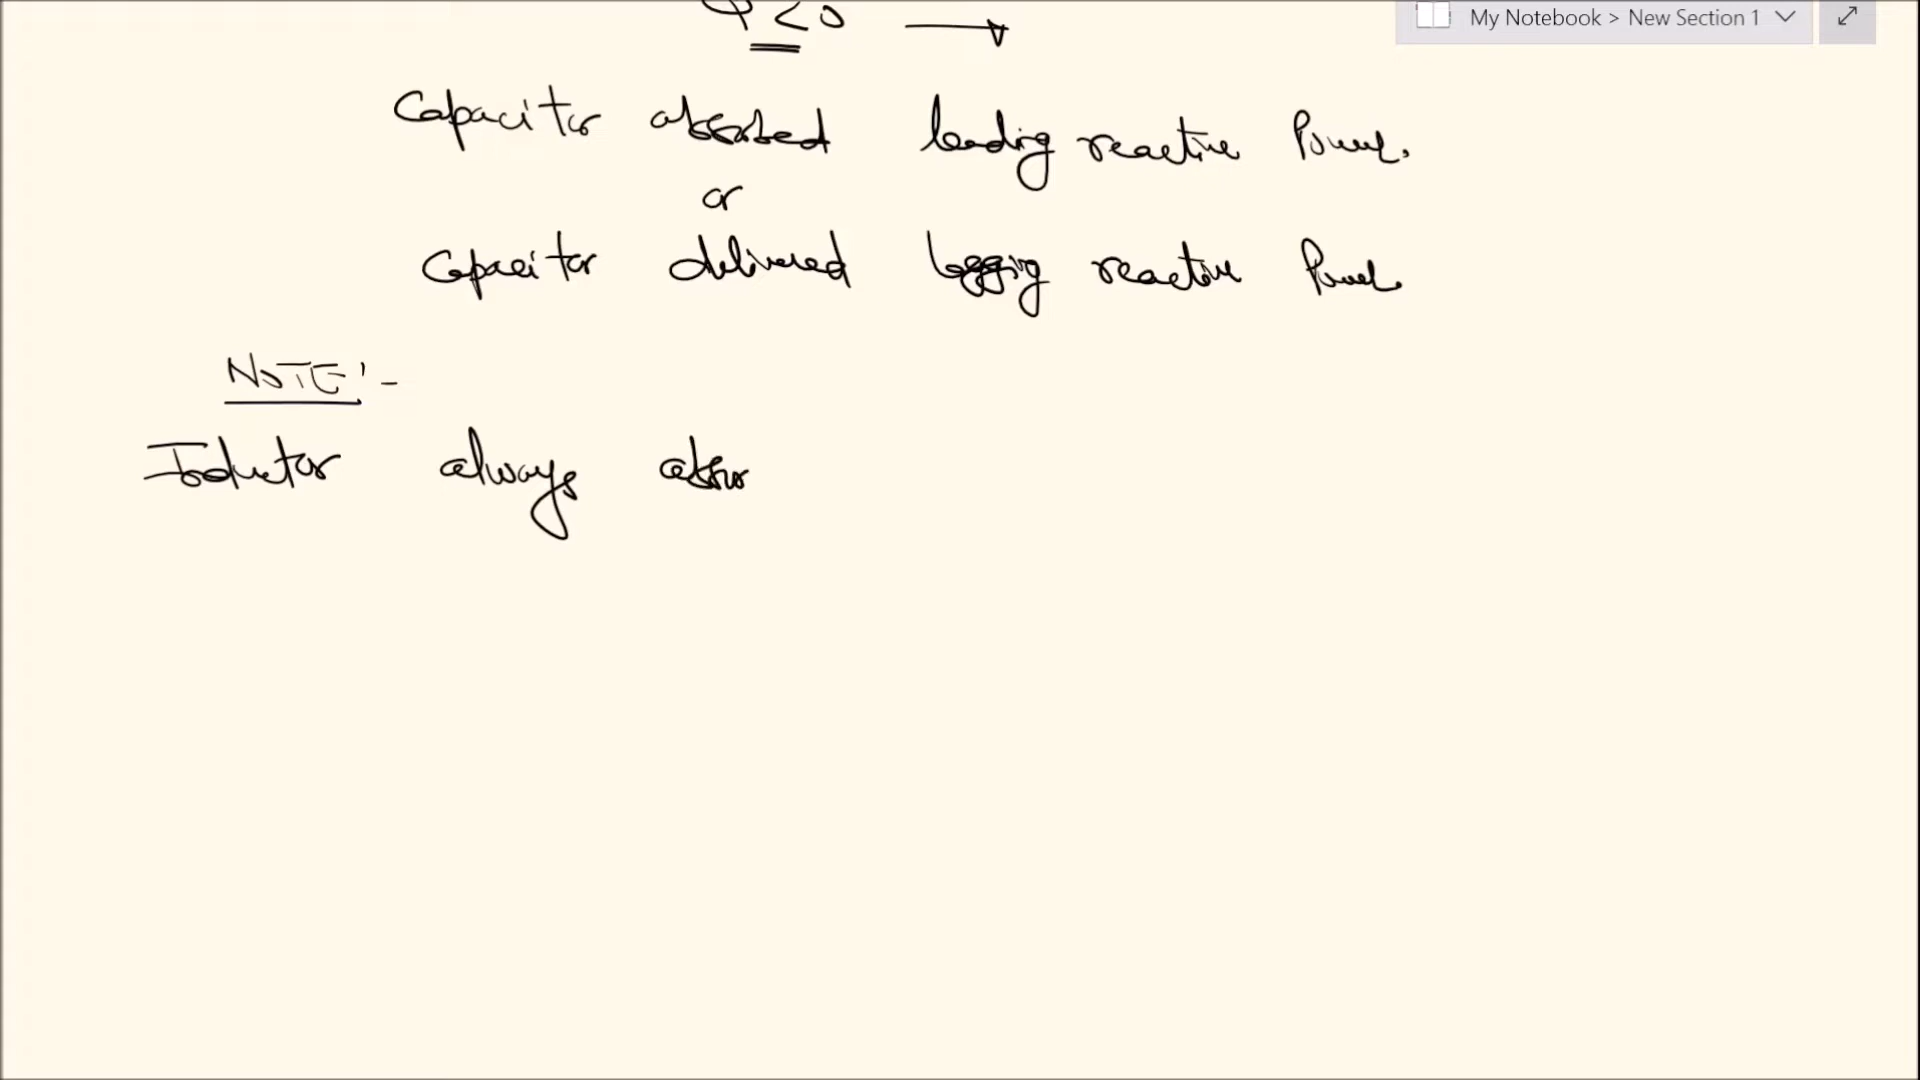 My Notebook > New Section 1
< 0
Capacitor absorbed leading reactive Power.
or
Capacitor delivered lagging reactive Power
NOTE:-
Inductor always abso